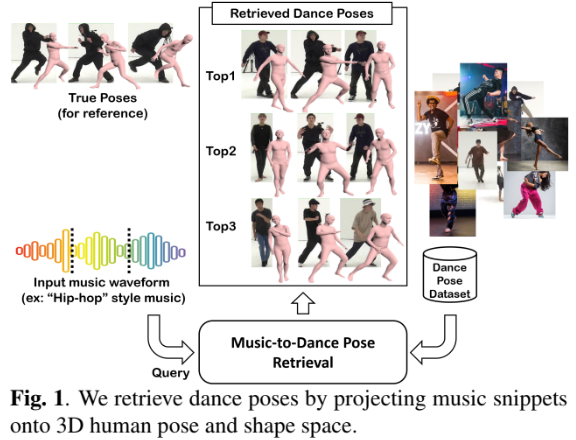 Retrieved Dance Poses
True Poses
(for reference)
Top1
Top2
Top3
Input music waveform
(ex: “Hip-hop” style music)
Dance
Pose
Dataset
Music-to-Dance Pose
Retrieval
Query
Fig. 1. We retrieve dance poses by projecting music snippets
onto 3D human pose and shape space.